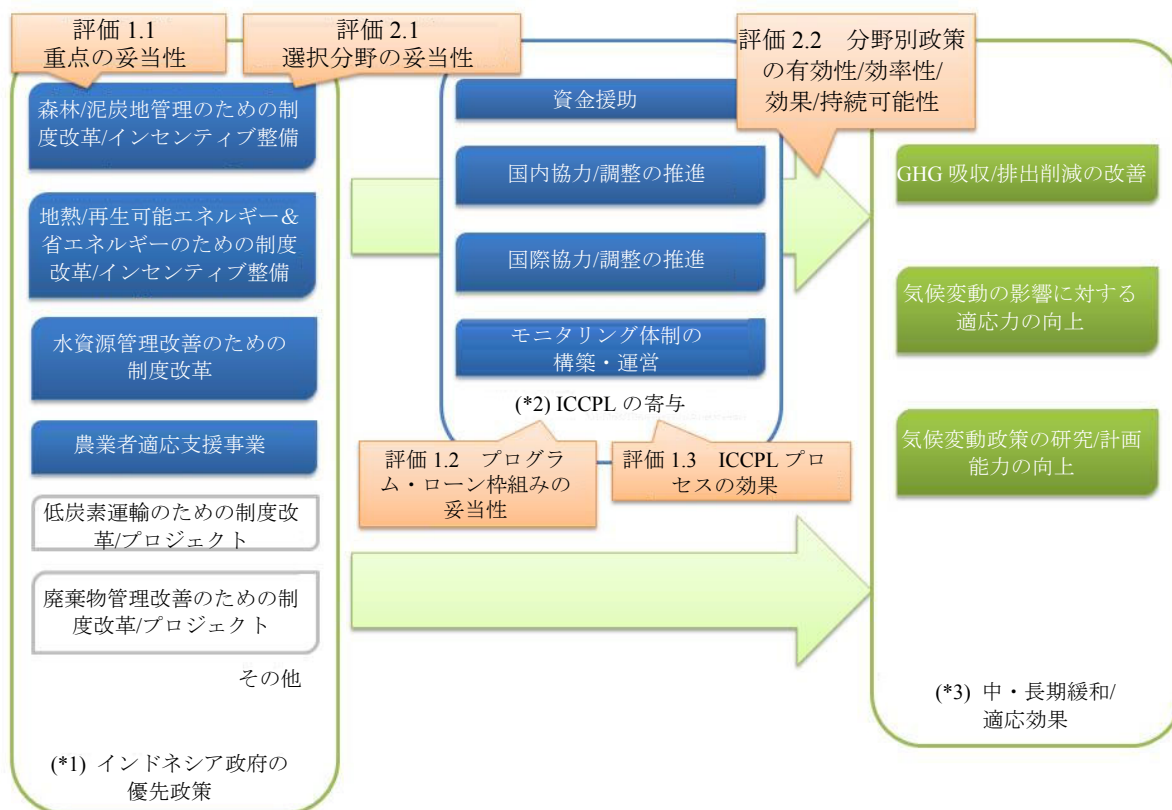 評価 1.1
重点の妥当性
評価 2.1
選択分野の妥当性
評価 2.2 分野別政策
の有効性/効率性/
効果/持続可能性
森林/泥炭地管理のための制
度改革/インセンティブ整備
地熱/再生可能エネルギー＆
省エネルギーのための制度
改革/インセンティブ整備
水資源管理改善のための
制度改革
農業者適応支援事業
低炭素運輸のための制度改
革/プロジェクト
廃棄物管理改善のための制
度改革/プロジェクト
その他
(*1) インドネシア政府の
優先政策
資金援助
国内協力/調整の推進
国際協力/調整の推進
モニタリング体制の
構築・運営
(*2) ICCPL の寄与
評価 1.2 プログラ
ム・ローン枠組みの
妥当性
評価 1.3 ICCPL プロ
セスの効果
GHG 吸収/排出削減の改善
気候変動の影響に対する
適応力の向上
気候変動政策の研究/計画
能力の向上
(*3) 中・長期緩和/
適応効果